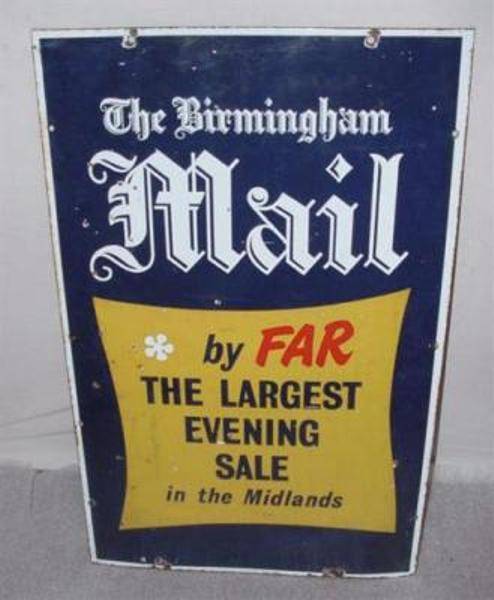 The Birmingham
Mail
by FAR
THE LARGEST
EVENING
SALE
in the Midlands